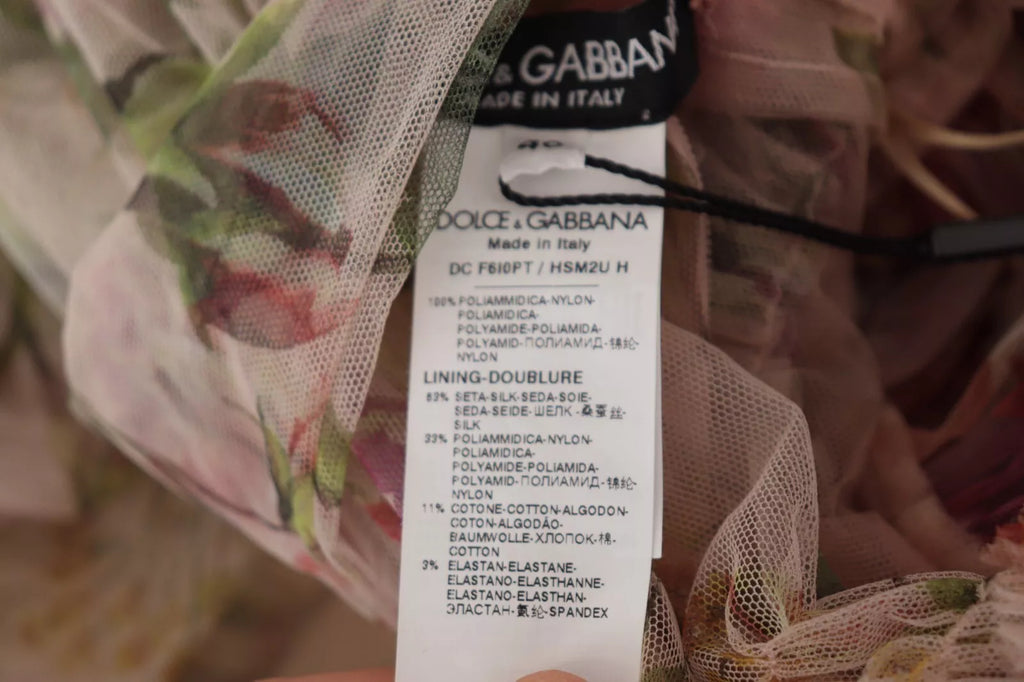 & GABBAN
MADE IN ITALY
DOLCE & GABBANA
Made in Italy
DC F6I0PT / HSM2U H
100% POLIAMMIDICA-NYLON-
POLIAMIDICA-
POLYAMIDE-POLIAMIDA-
POLYAMID-ПОЛИАМИД-锦纶-
NYLON
LINING-DOUBLURE
63% SETA-SILK-SEDA-SOIE-
SEDA-SEIDE-ШЕЛК -桑蚕丝-
SILK
33% POLIAMMIDICA-NYLON-
POLIAMIDICA-
POLYAMIDE-POLIAMIDA-
POLYAMID-ПОЛИАМИД-锦纶-
NYLON
11% COTONE-COTTON-ALGODON-
COTON-ALGODÃO-
BAUMWOLLE-ХЛОПОК-棉-
COTTON
3% ELASTAN-ELASTANE-
ELASTANO-ELASTHANNE-
ELASTANO-ELASTHAN-
ЭЛАСТАН-氨纶-SPANDEX